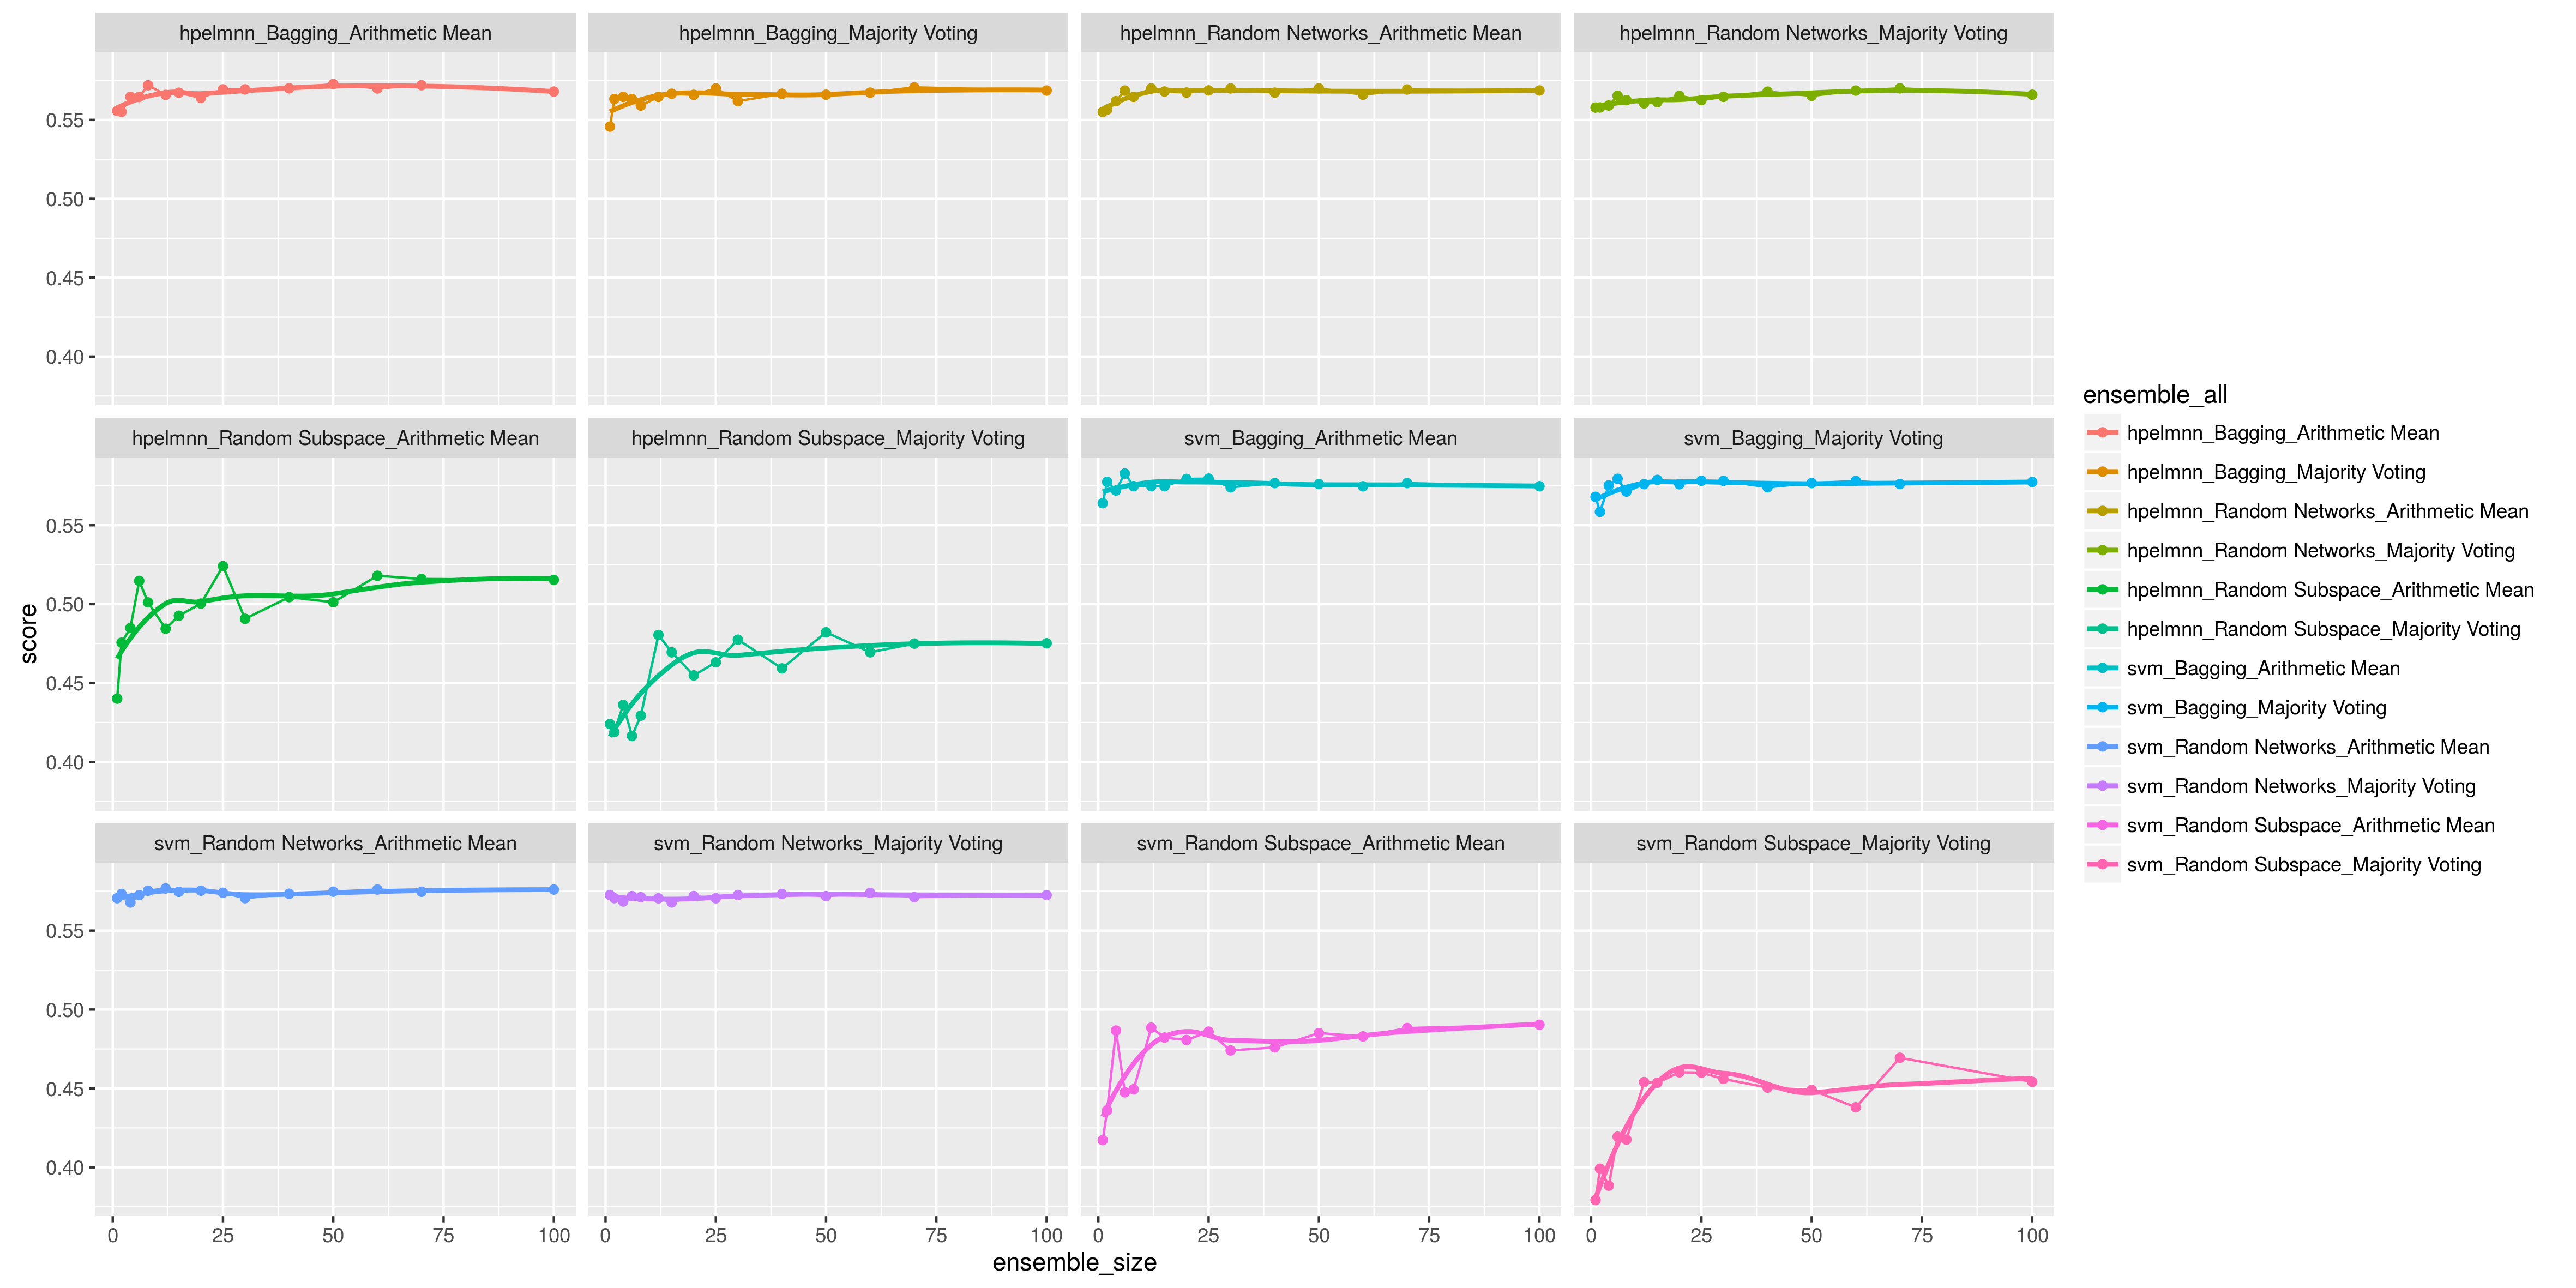 hpelmnn_Bagging_Arithmetic Mean
hpelmnn_Bagging_Majority Voting
hpelmnn_Random Networks_Arithmetic Mean
hpelmnn_Random Networks_Majority Voting
0.55
0.50
0.45
0.40
hpelmnn_Random Subspace_Arithmetic Mean
hpelmnn_Random Subspace_Majority Voting
svm_Bagging_Arithmetic Mean
svm_Bagging_Majority Voting
0.55
0.50
0.45
0.40
svm_Random Networks_Arithmetic Mean
svm_Random Networks_Majority Voting
svm_Random Subspace_Arithmetic Mean
svm_Random Subspace_Majority Voting
0.55
0.50
0.45
0.40
0 25 50 75 100
0 25 50 75 100
0 25 50 75 100
0 25 50 75 100
ensemble_size
score
ensemble_all
hpelmnn_Bagging_Arithmetic Mean
hpelmnn_Bagging_Majority Voting
hpelmnn_Random Networks_Arithmetic Mean
hpelmnn_Random Networks_Majority Voting
hpelmnn_Random Subspace_Arithmetic Mean
hpelmnn_Random Subspace_Majority Voting
svm_Bagging_Arithmetic Mean
svm_Bagging_Majority Voting
svm_Random Networks_Arithmetic Mean
svm_Random Networks_Majority Voting
svm_Random Subspace_Arithmetic Mean
svm_Random Subspace_Majority Voting